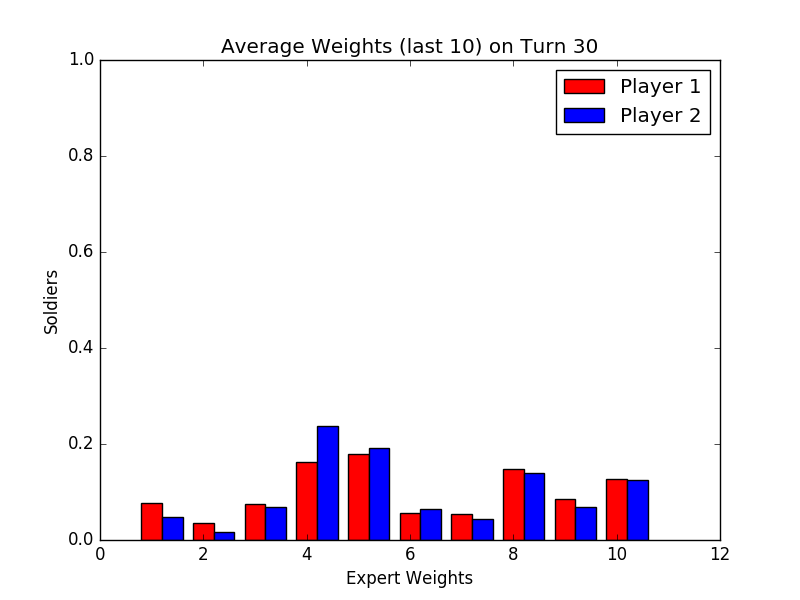 Average Weights (last 10) on Turn 30
Player 1
Player 2
1.0
0.8
0.6
0.4
0.2
0.0
Soldiers
0 2 4 6 8 10 12
Expert Weights